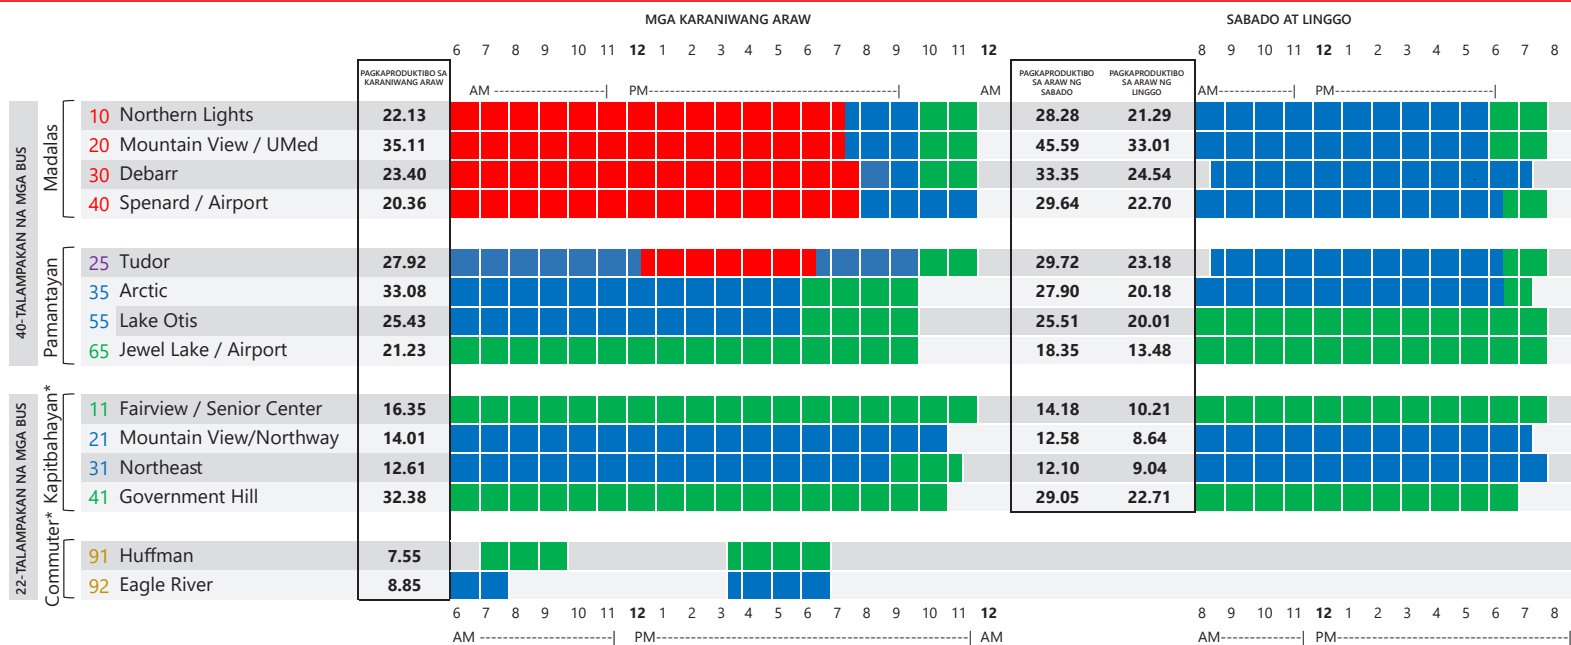 MGA KARANIWANG ARAW SABADO AT LINGGO
6 7 8 9 10 11 12 1 2 3 4 5 6 7 8 9 10 11 12 8 9 10 11 12 1 2 3 4 5 6 7 8
PAGKAPRODUKTIBO SA KARANIWANG ARAW
AM ----------------------| PM-------------------------------------------------| AM
PAGKAPRODUKTIBO SA ARAW NG SABADO
PAGKAPRODUKTIBO SA ARAW NG LINGGO
AM---------------| PM--------------------------------|
40-TALAMPAKAN NA MGA BUS
Madalas
10 Northern Lights 22.13 28.28 21.29
20 Mountain View / UMed 35.11 45.59 33.01
30 Debarr 23.40 33.35 24.54
40 Spenard / Airport 20.36 29.64 22.70
Pamantayan
25 Tudor 27.92 29.72 23.18
35 Arctic 33.08 27.90 20.18
55 Lake Otis 25.43 25.51 20.01
65 Jewel Lake / Airport 21.23 18.35 13.48
22-TALAMPAKAN NA MGA BUS
Kapitbahayan*
11 Fairview / Senior Center 16.35 14.18 10.21
21 Mountain View/Northway 14.01 12.58 8.64
31 Northeast 12.61 12.10 9.04
41 Government Hill 32.38 29.05 22.71
Commuter*
91 Huffman 7.55
92 Eagle River 8.85
6 7 8 9 10 11 12 1 2 3 4 5 6 7 8 9 10 11 12 8 9 10 11 12 1 2 3 4 5 6 7 8
AM --------------------------| PM---------------------------------------------------------------| AM AM----------------| PM-------------------------------------------------|